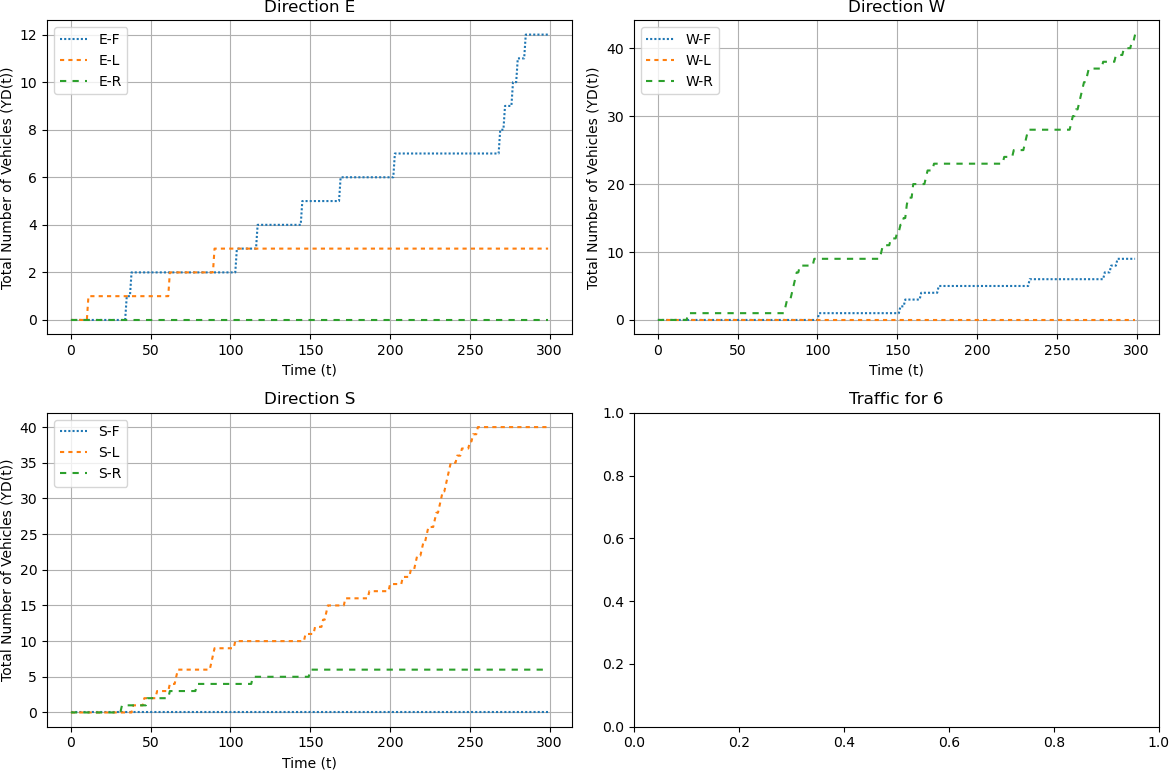 Direction E
E-F
E-L
E-R
Total Number of Vehicles (YD(t))
0
2
4
6
8
10
12
0 50 100 150 200 250 300
Time (t)
Direction W
W-F
W-L
W-R
Total Number of Vehicles (YD(t))
0
10
20
30
40
0 50 100 150 200 250 300
Time (t)
Direction S
S-F
S-L
S-R
Total Number of Vehicles (YD(t))
0
5
10
15
20
25
30
35
40
0 50 100 150 200 250 300
Time (t)
Traffic for 6
1.0
0.8
0.6
0.4
0.2
0.0
0.0 0.2 0.4 0.6 0.8 1.0